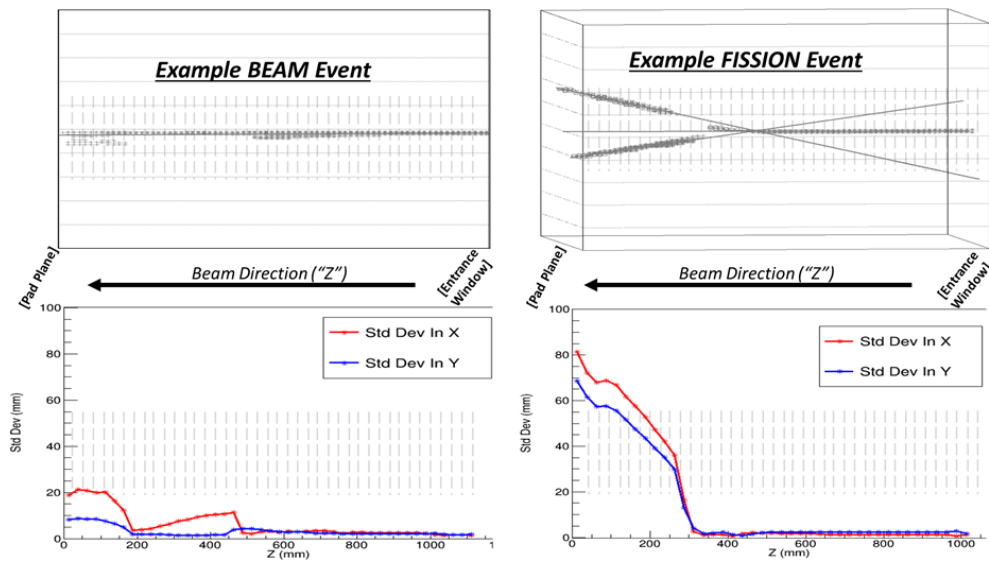 Example BEAM Event
Example FISSION Event
[Pad Plane]
Beam Direction ("Z")
[Entrance
Window]
[Pad Plane]
Beam Direction ("Z")
[Entrance
Window]
100
80
60
40
20
0
Std Dev (mm)
Std Dev In X
Std Dev In Y
0
200
400
600
800
1000
1
Z (mm)
100
80
60
40
20
0
Std Dev (mm)
Std Dev In X
Std Dev In Y
0
200
400
600
800
1000
Z (mm)